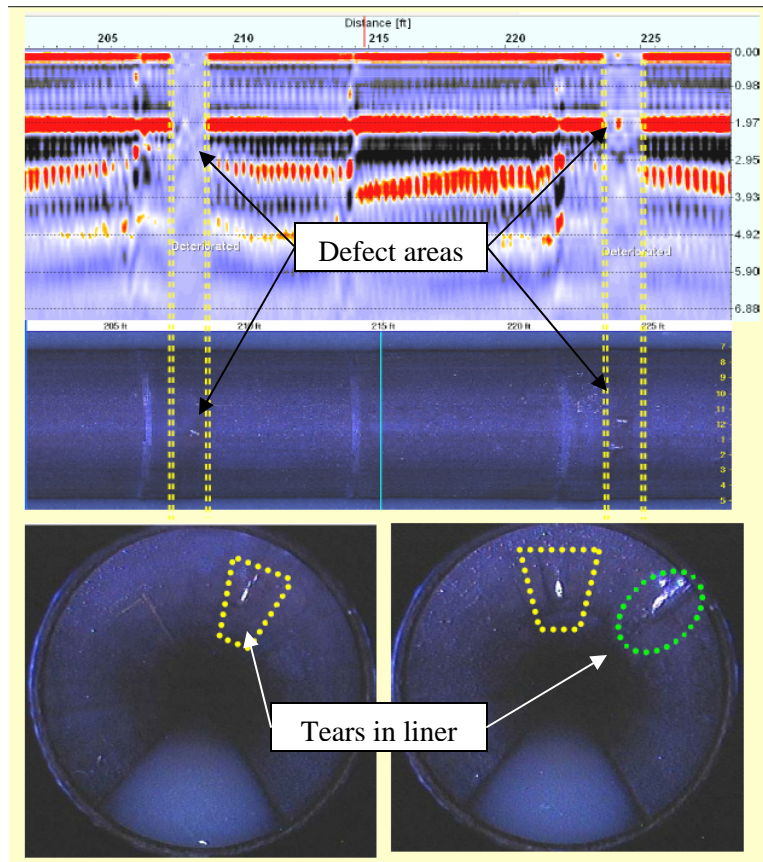 Distance [ft]
205 210 215 220 225
0.00
0.98
1.97
2.95
3.93
4.92
5.90
6.88
Deteriorated
Deteriorated
Defect areas
205 ft 210 ft 215 ft 220 ft 225 ft
7
8
9
10
11
12
1
2
3
4
5
Tears in liner